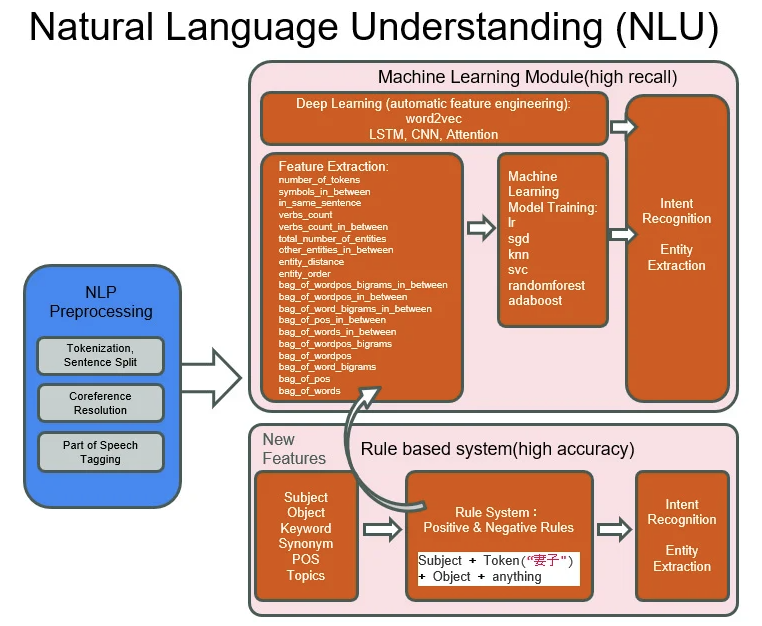 Natural Language Understanding (NLU)
Machine Learning Module(high recall)
Deep Learning (automatic feature engineering):
word2vec
LSTM, CNN, Attention
Feature Extraction:
number_of_tokens
symbols_in_between
in_same_sentence
verbs_count
verbs_count_in_between
total_number_of_entities
other_entities_in_between
entity_distance
entity_order
bag_of_wordpos_bigrams_in_between
bag_of_wordpos_in_between
bag_of_word_bigrams_in_between
bag_of_pos_in_between
bag_of_words_in_between
bag_of_wordpos_bigrams
bag_of_wordpos
bag_of_word_bigrams
bag_of_pos
bag_of_words
Machine
Learning
Model Training:
lr
sgd
knn
svc
randomforest
adaboost
Intent
Recognition
Entity
Extraction
NLP
Preprocessing
Tokenization,
Sentence Split
Coreference
Resolution
Part of Speech
Tagging
New
Features
Rule based system(high accuracy)
Subject
Object
Keyword
Synonym
POS
Topics
Rule System：
Positive & Negative Rules
Subject + Token(“妻子")
+ Object + anything
Intent
Recognition
Entity
Extraction